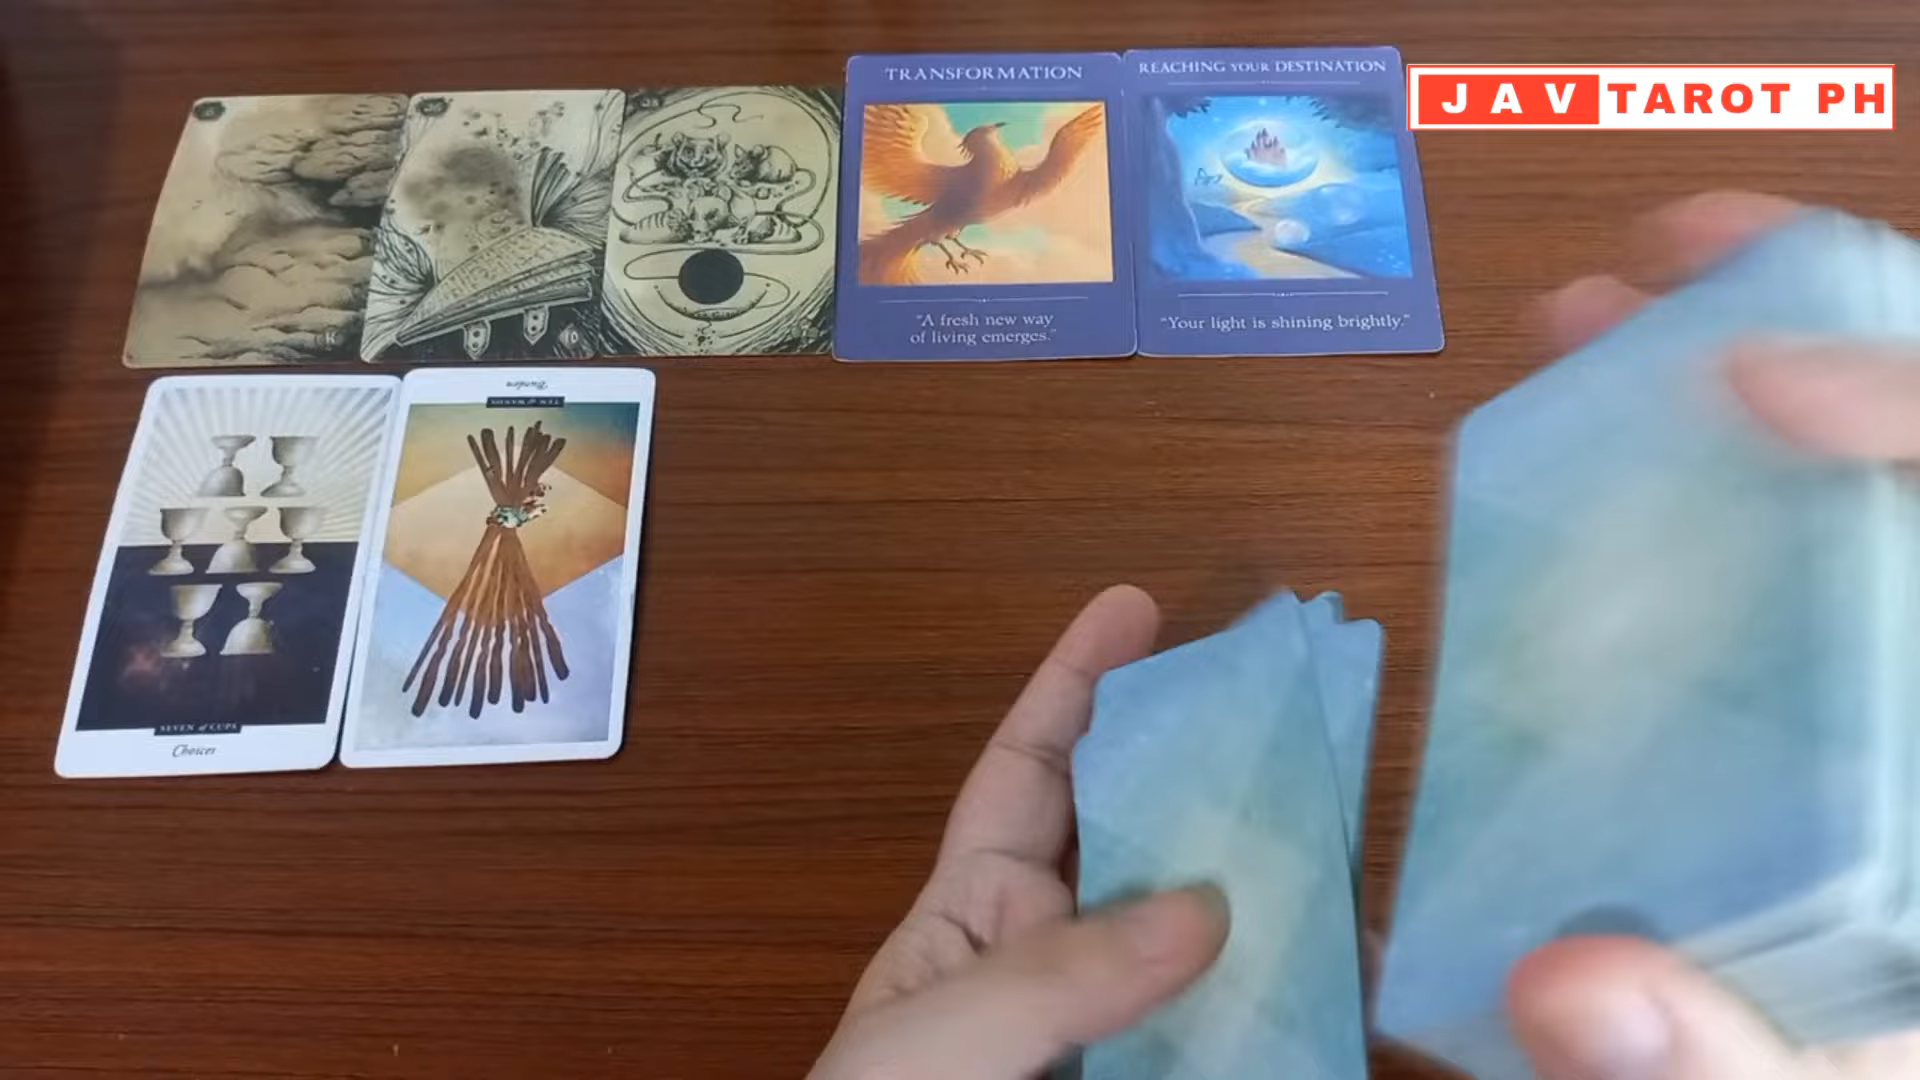 JAV TAROT PH
TRANSFORMATION
"A fresh new way
of living emerges."
REACHING YOUR DESTINATION
"Your light is shining brightly."
K
10
SEVEN of CUPS
Choices
TEN of WANDS
Burden